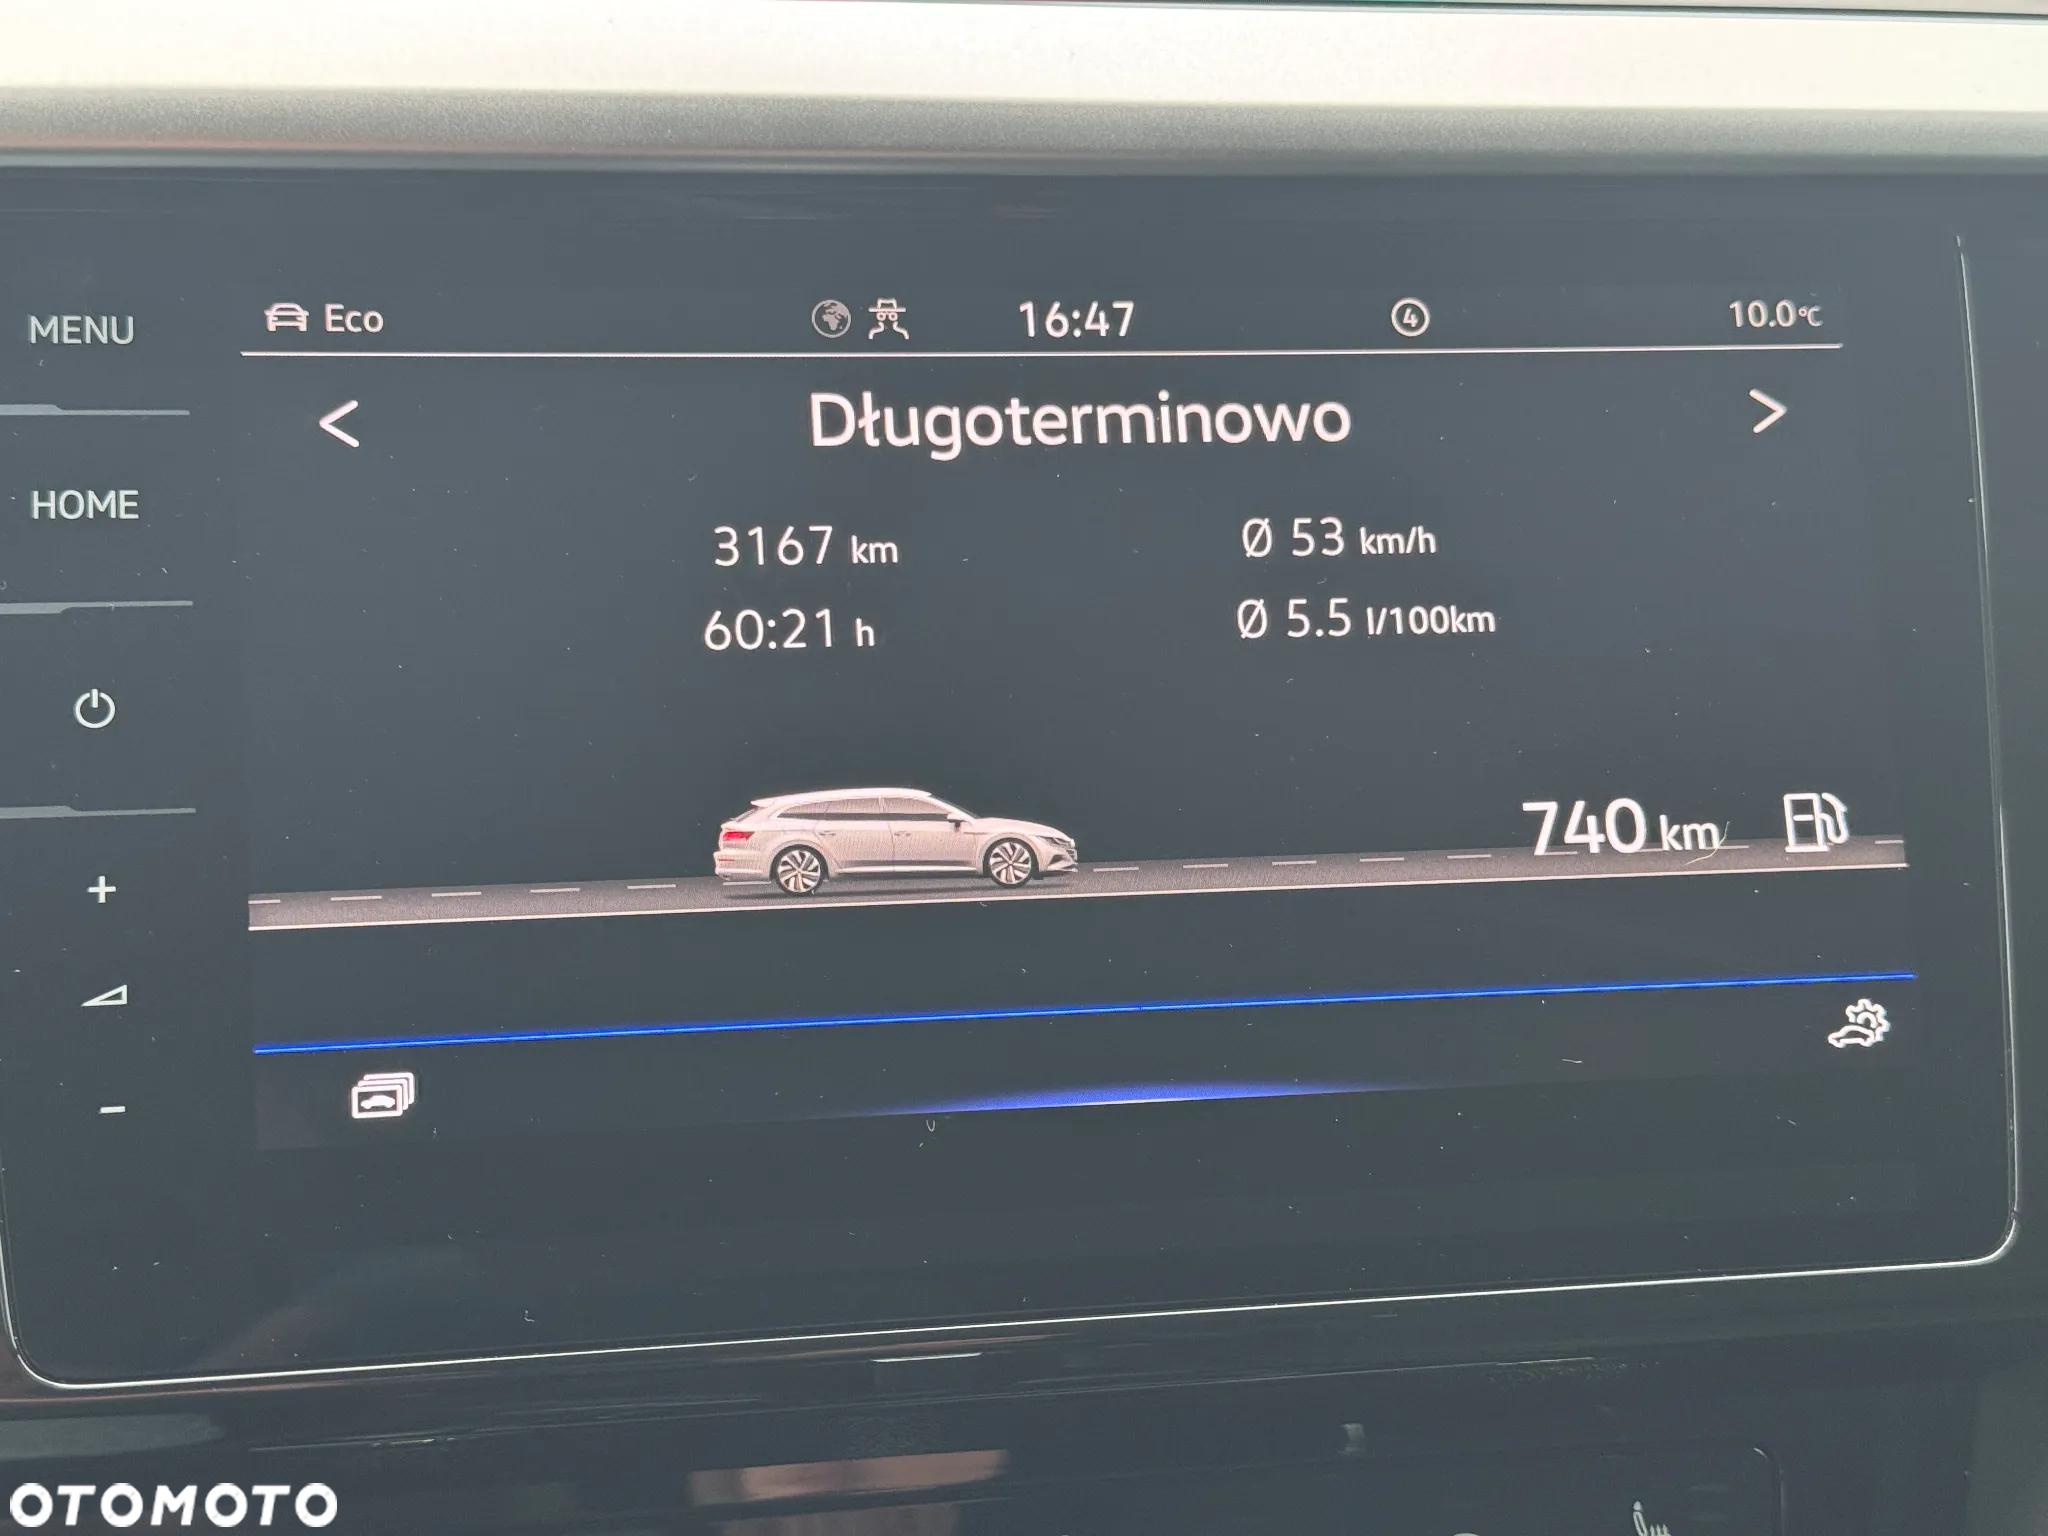 MENU
Eco 16:47 4 10.0°C
< Długoterminowo >
HOME
3167 km Ø 53 km/h
60:21 h Ø 5.5 l/100km
740 km
+
-
OTOMOTO